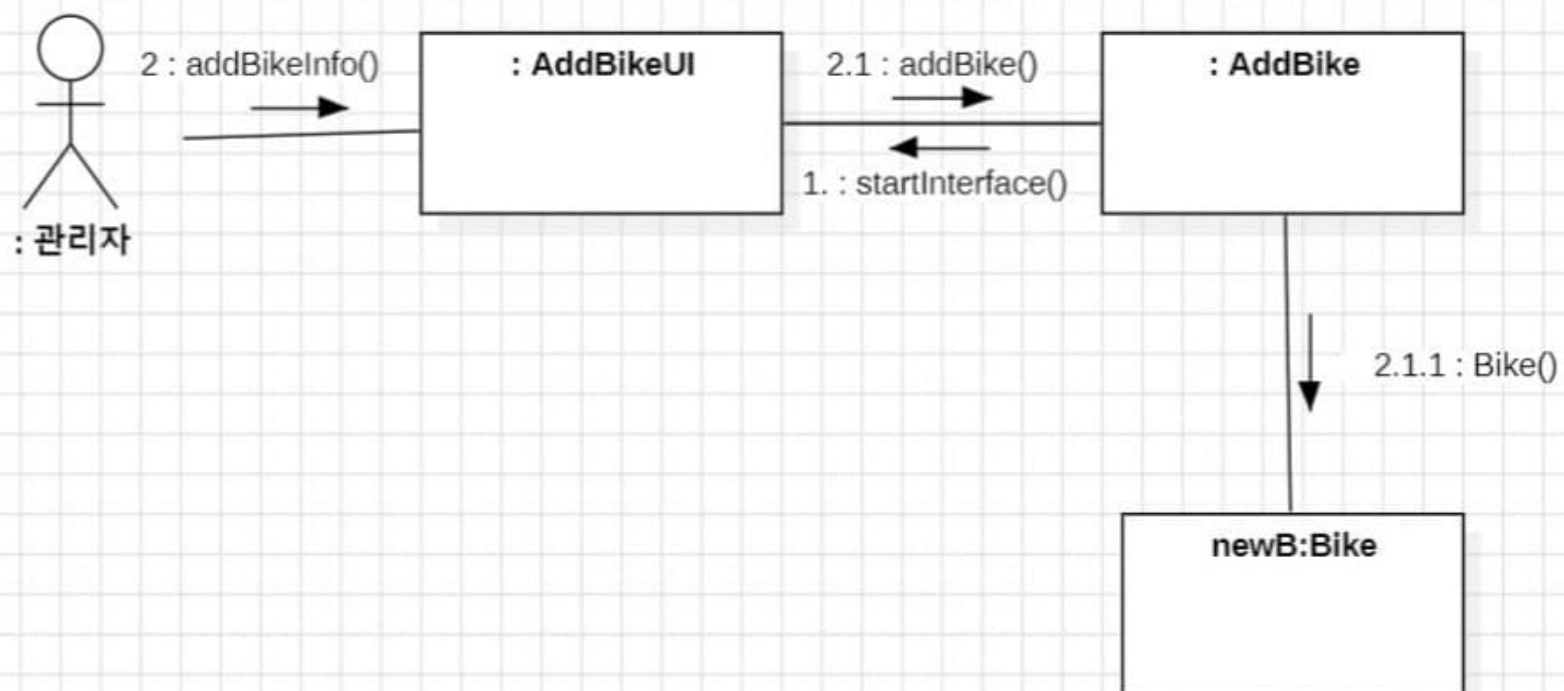 2 : addBikeInfo()
: AddBikeUI
2.1 : addBike()
: AddBike
1. : startInterface()
: 관리자
2.1.1 : Bike()
newB:Bike